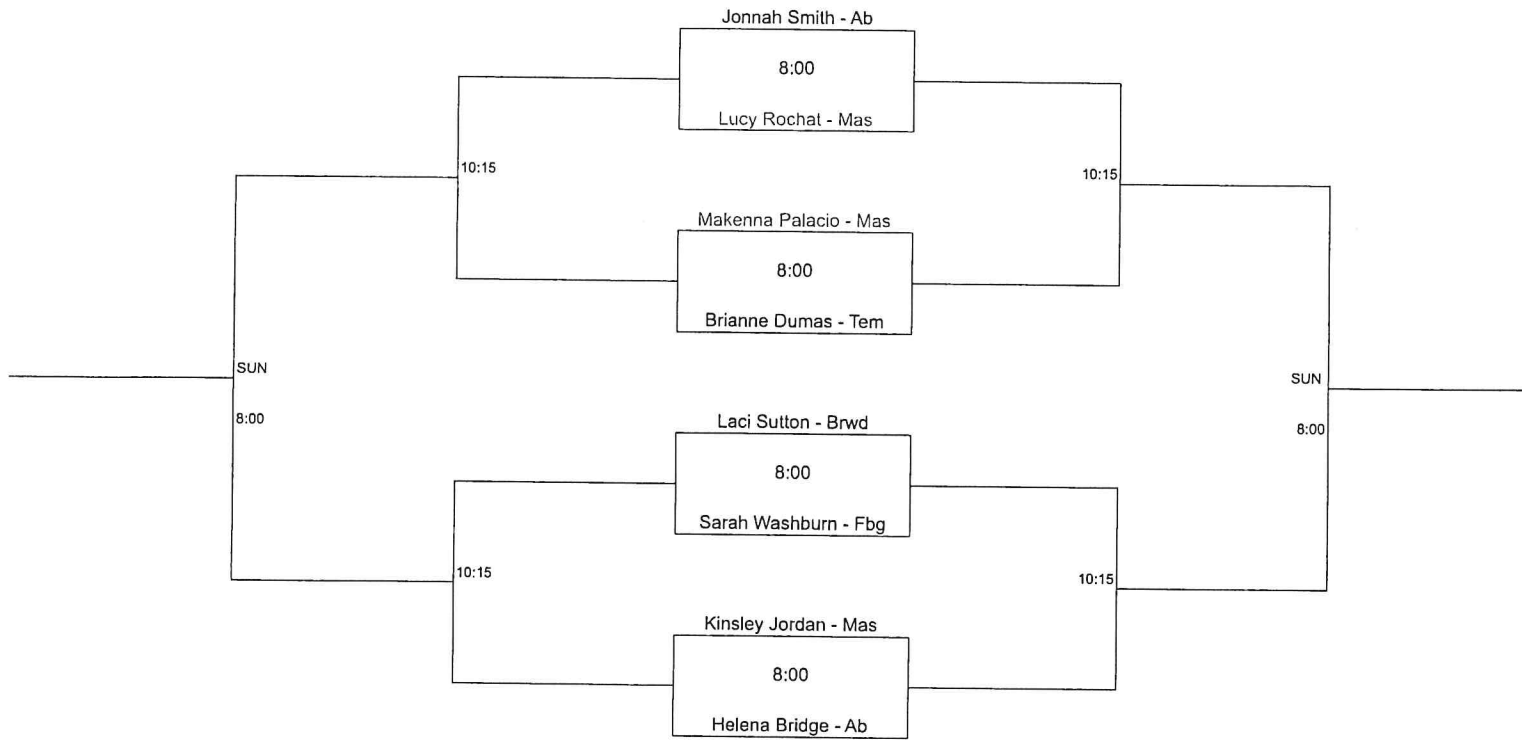 Jonnah Smith - Ab
8:00
Lucy Rochat - Mas
10:15
10:15
Makenna Palacio - Mas
8:00
Brianne Dumas - Tem
SUN
8:00
SUN
8:00
Laci Sutton - Brwd
8:00
Sarah Washburn - Fbg
10:15
10:15
Kinsley Jordan - Mas
8:00
Helena Bridge - Ab